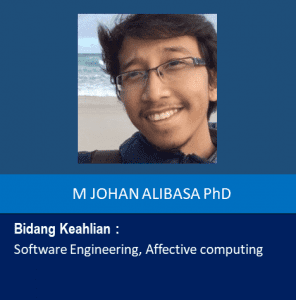 M JOHAN ALIBASA PhD
Bidang Keahlian :
Software Engineering, Affective computing